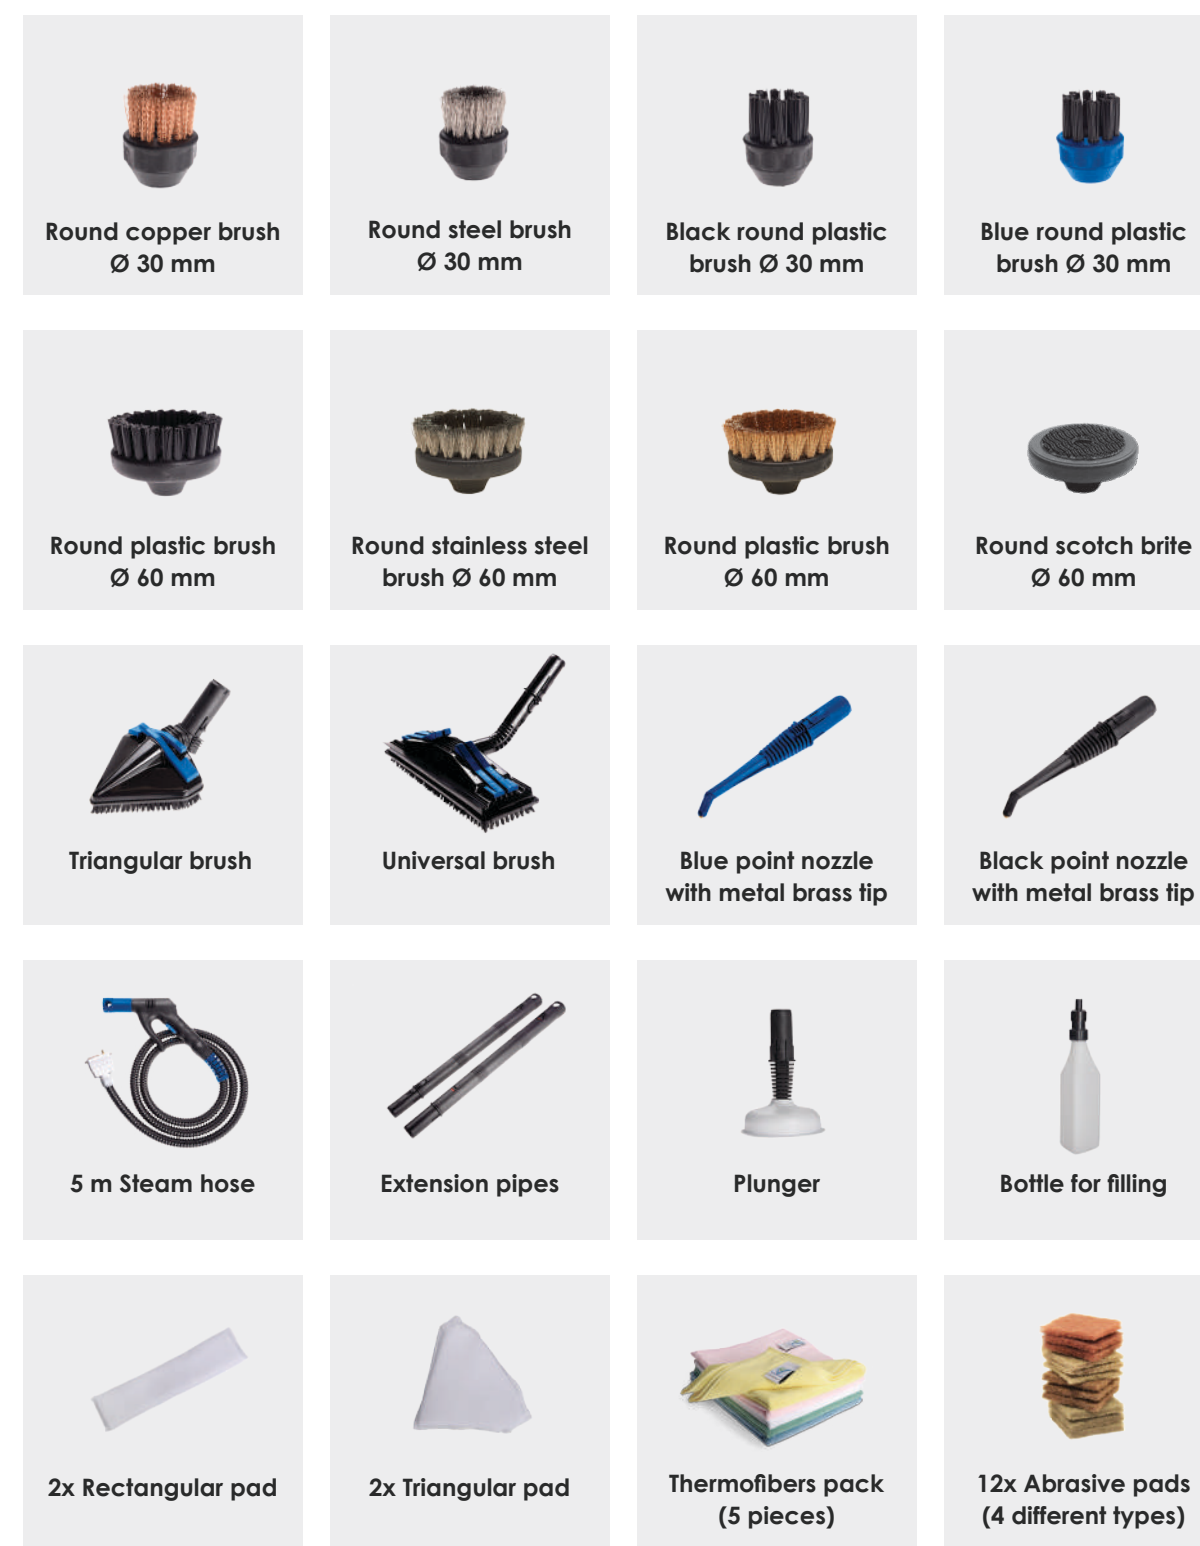 Round copper brush
Ø 30 mm
Round steel brush
Ø 30 mm
Black round plastic
brush Ø 30 mm
Blue round plastic
brush Ø 30 mm
Round plastic brush
Ø 60 mm
Round stainless steel
brush Ø 60 mm
Round plastic brush
Ø 60 mm
Round scotch brite
Ø 60 mm
Triangular brush
Universal brush
Blue point nozzle
with metal brass tip
Black point nozzle
with metal brass tip
5 m Steam hose
Extension pipes
Plunger
Bottle for filling
2x Rectangular pad
2x Triangular pad
Thermofibers pack
(5 pieces)
12x Abrasive pads
(4 different types)